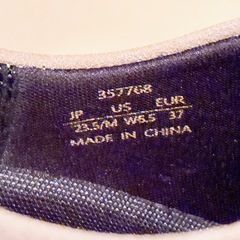 357768
JP US EUR
23.5/M W6.5 37
MADE IN CHINA